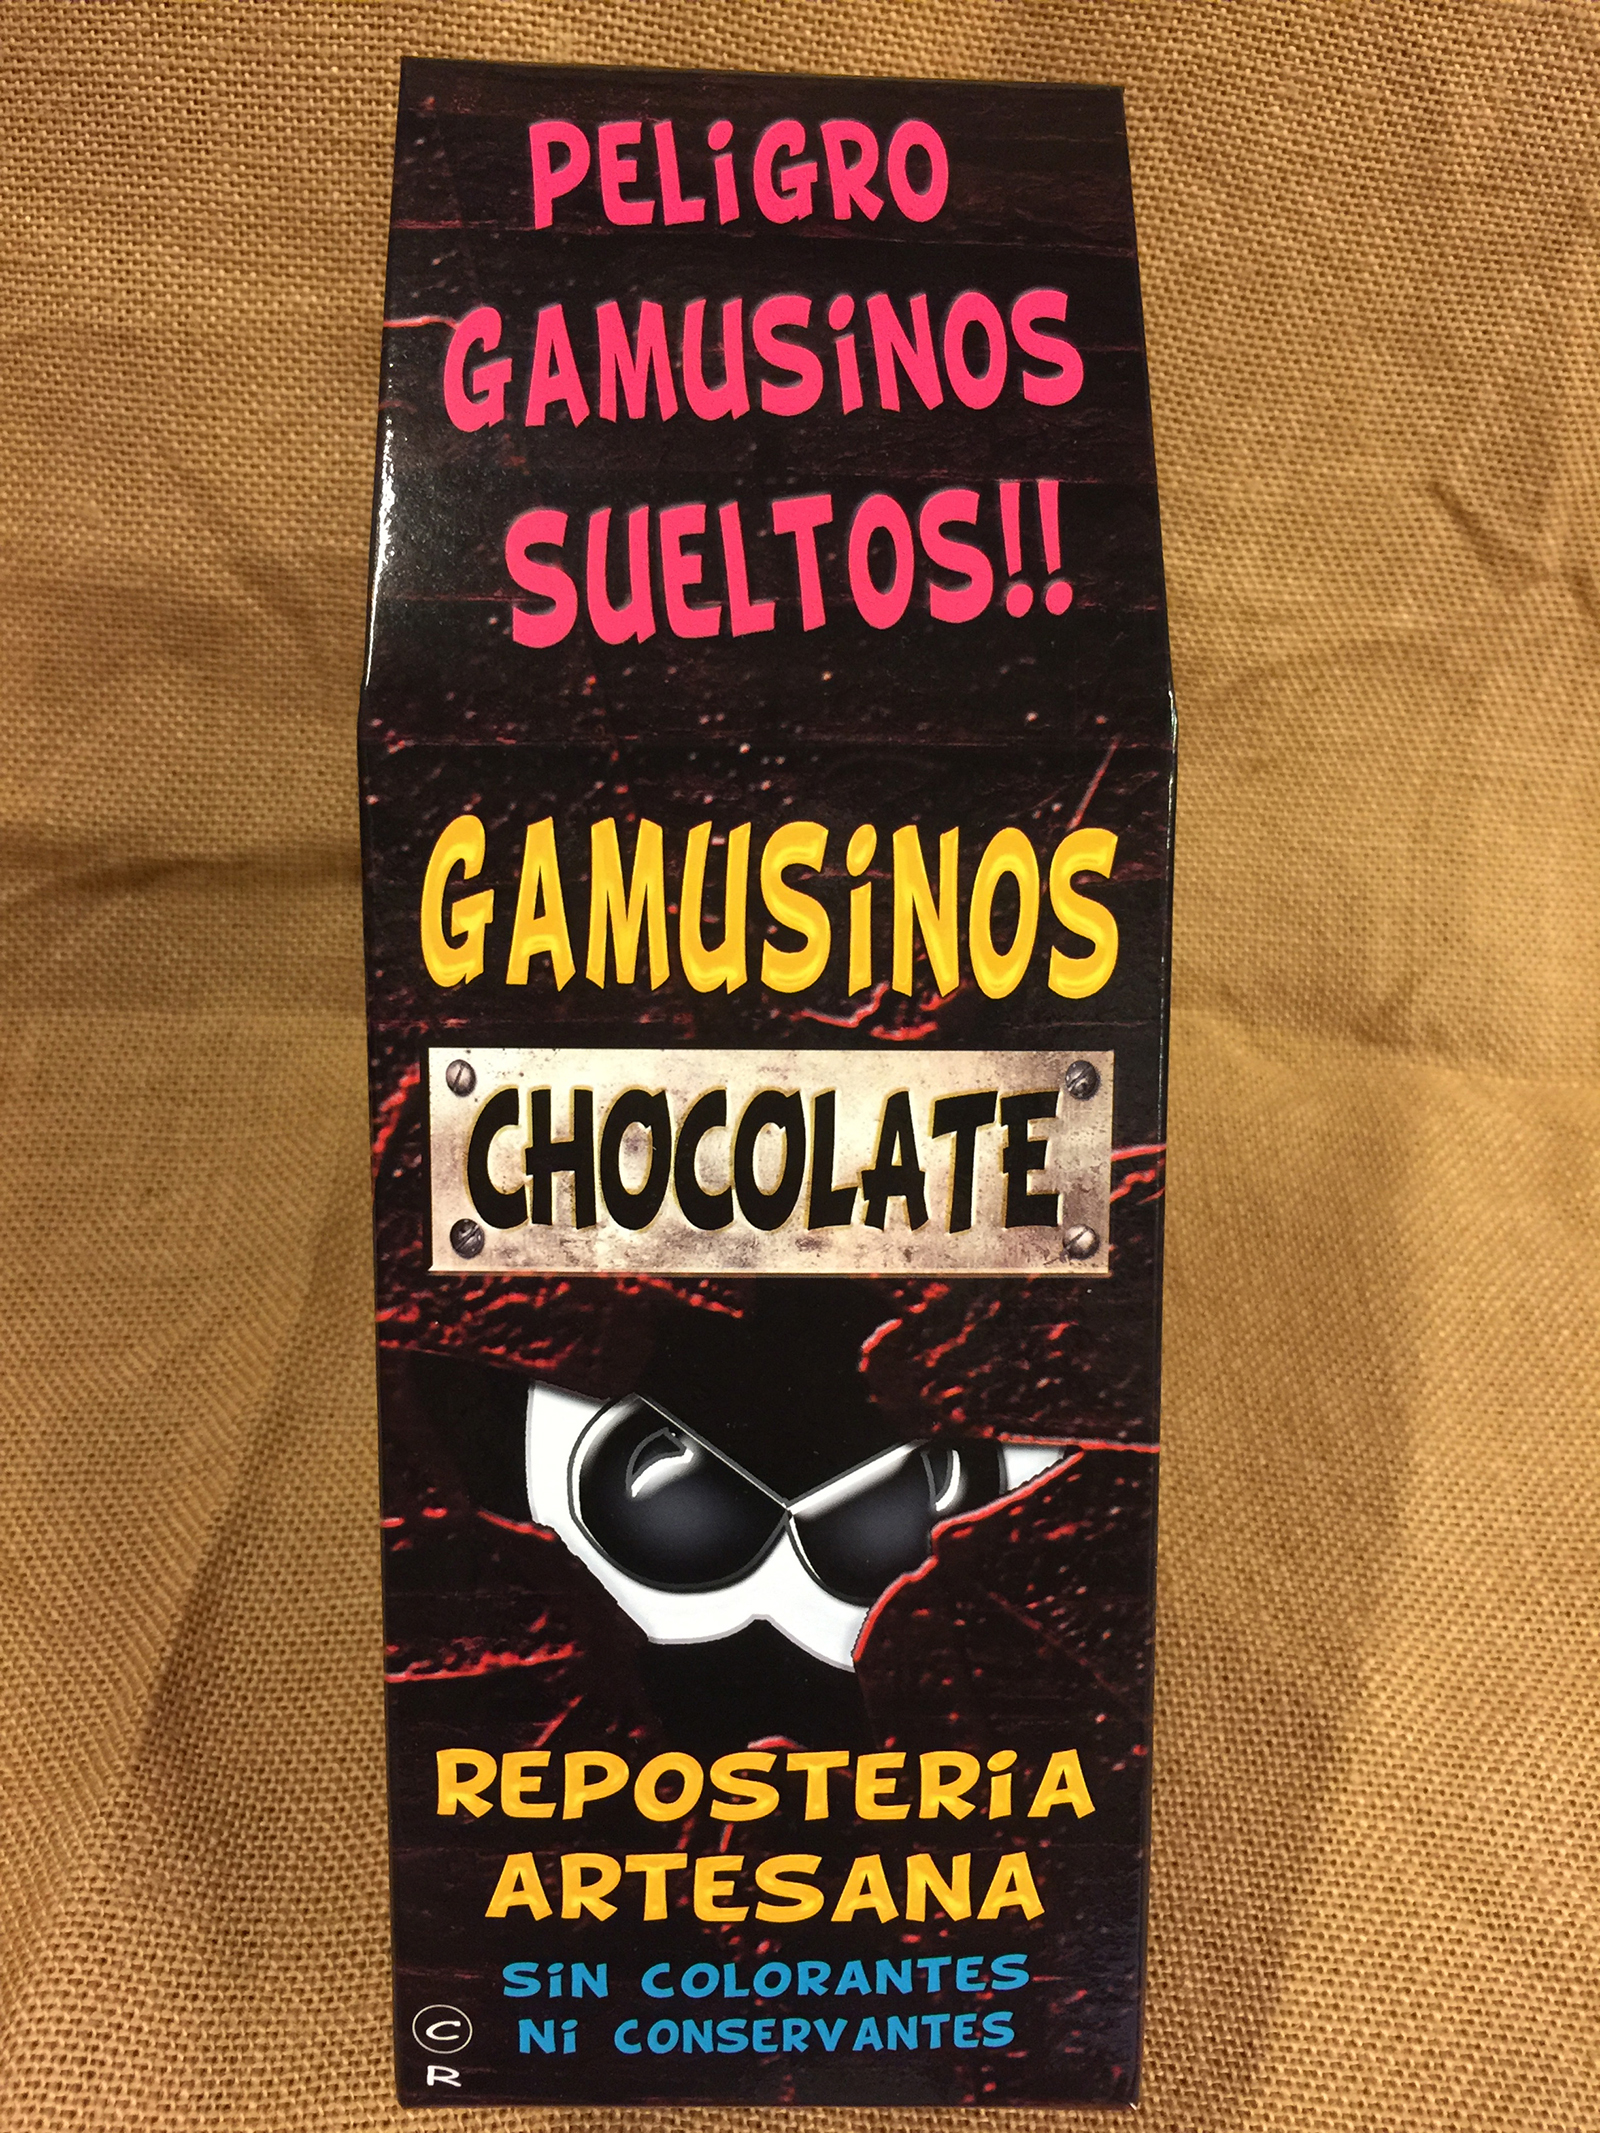 PELiGRO
GAMUSiNOS
SUELTOS!!
GAMUSiNOS
CHOCOLATE
REPOSTERiA
ARTESANA
SiN COLORANTES
Ni CONSERVANTES
C
R